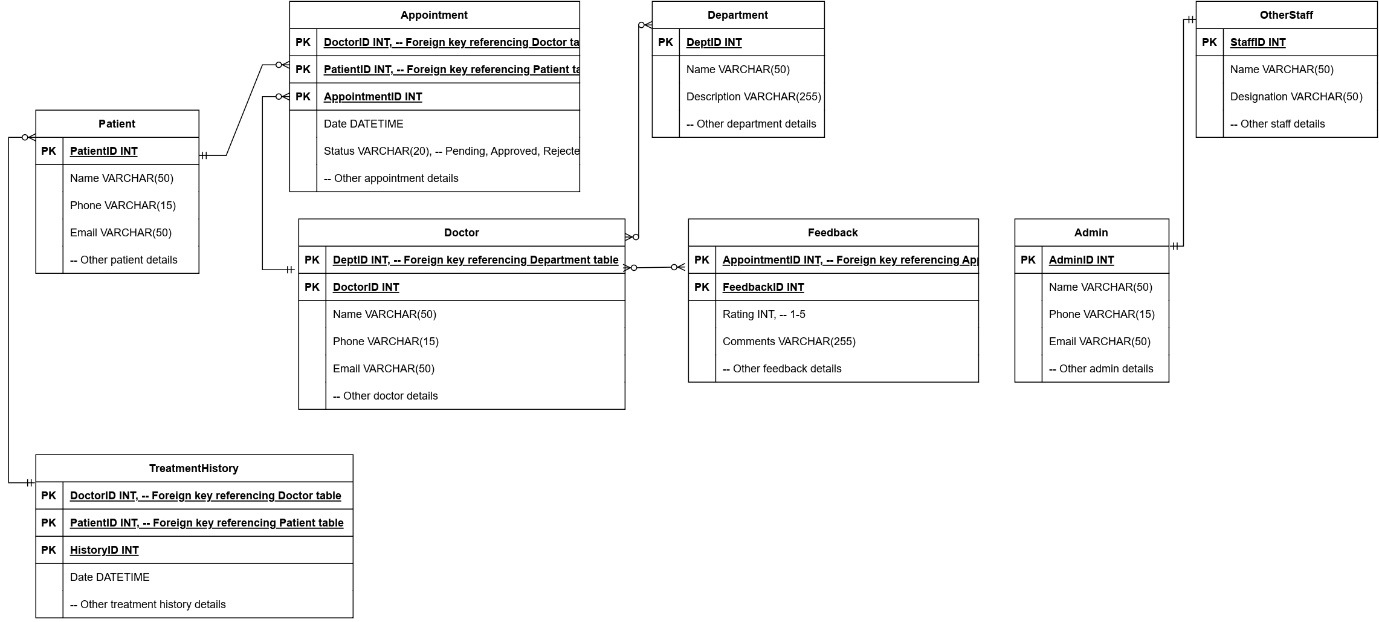 Appointment
PK DoctorID INT, -- Foreign key referencing Doctor ta
PK PatientID INT, -- Foreign key referencing Patient ta
PK AppointmentID INT
Date DATETIME
Status VARCHAR(20), -- Pending, Approved, Rejecte
-- Other appointment details
Department
PK DeptID INT
Name VARCHAR(50)
Description VARCHAR(255)
-- Other department details
OtherStaff
PK StaffID INT
Name VARCHAR(50)
Designation VARCHAR(50)
-- Other staff details
Patient
PK PatientID INT
Name VARCHAR(50)
Phone VARCHAR(15)
Email VARCHAR(50)
-- Other patient details
Doctor
PK DeptID INT, -- Foreign key referencing Department table
PK DoctorID INT
Name VARCHAR(50)
Phone VARCHAR(15)
Email VARCHAR(50)
-- Other doctor details
Feedback
PK AppointmentID INT, -- Foreign key referencing Ap
PK FeedbackID INT
Rating INT, -- 1-5
Comments VARCHAR(255)
-- Other feedback details
Admin
PK AdminID INT
Name VARCHAR(50)
Phone VARCHAR(15)
Email VARCHAR(50)
-- Other admin details
TreatmentHistory
PK DoctorID INT, -- Foreign key referencing Doctor table
PK PatientID INT, -- Foreign key referencing Patient table
PK HistoryID INT
Date DATETIME
-- Other treatment history details